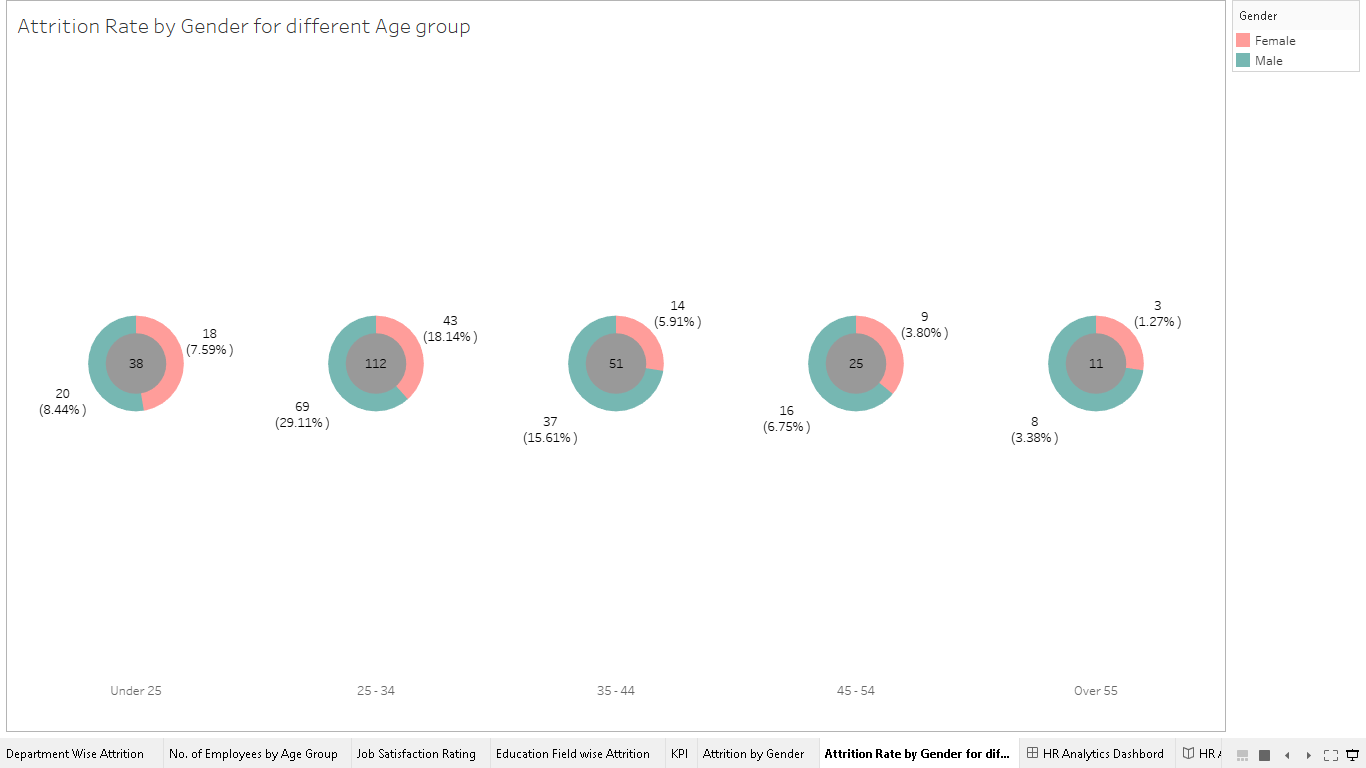 Attrition Rate by Gender for different Age group
Gender
Female
Male
18
(7.59% )
38
20
(8.44% )
43
(18.14% )
112
69
(29.11% )
14
(5.91% )
51
37
(15.61% )
9
(3.80% )
25
16
(6.75% )
3
(1.27% )
11
8
(3.38% )
Under 25
25 - 34
35 - 44
45 - 54
Over 55
Department Wise Attrition
No. of Employees by Age Group
Job Satisfaction Rating
Education Field wise Attrition
KPI
Attrition by Gender
Attrition Rate by Gender for dif...
HR Analytics Dashbord
HR